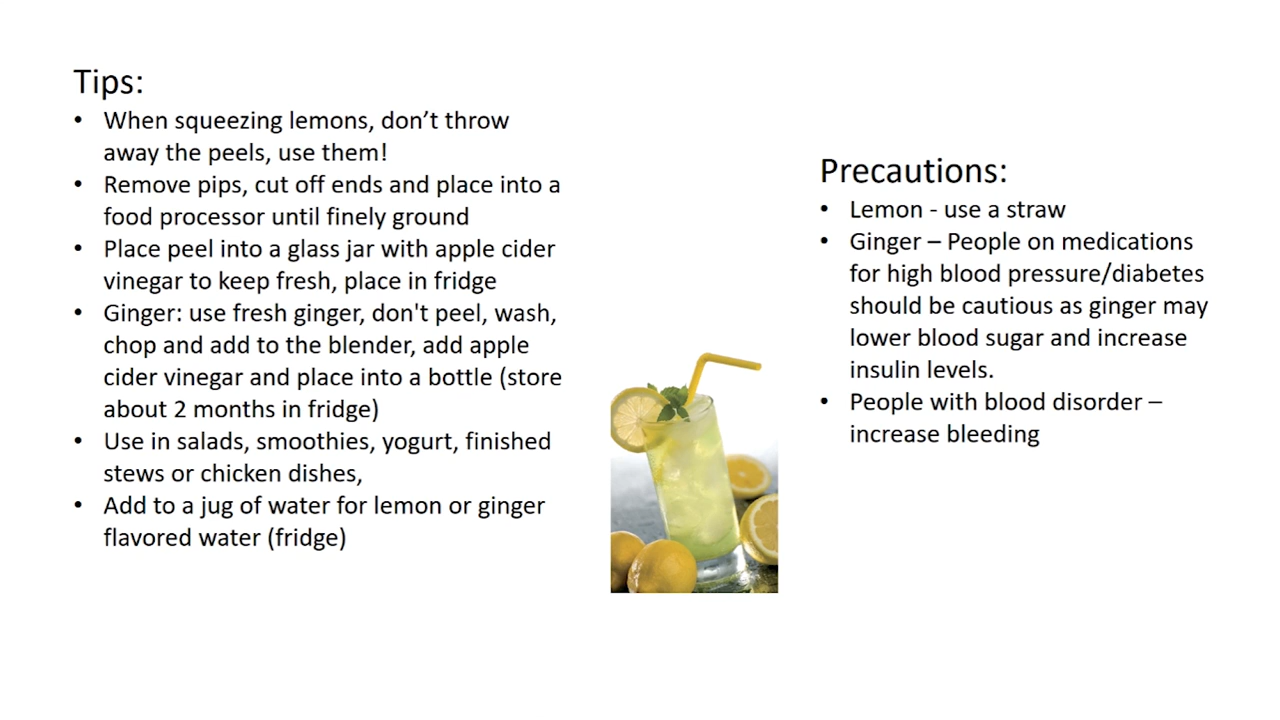 Tips:
• When squeezing lemons, don’t throw
away the peels, use them!
• Remove pips, cut off ends and place into a
food processor until finely ground
• Place peel into a glass jar with apple cider
vinegar to keep fresh, place in fridge
• Ginger: use fresh ginger, don't peel, wash,
chop and add to the blender, add apple
cider vinegar and place into a bottle (store
about 2 months in fridge)
• Use in salads, smoothies, yogurt, finished
stews or chicken dishes,
• Add to a jug of water for lemon or ginger
flavored water (fridge)
Precautions:
• Lemon - use a straw
• Ginger – People on medications
for high blood pressure/diabetes
should be cautious as ginger may
lower blood sugar and increase
insulin levels.
• People with blood disorder –
increase bleeding